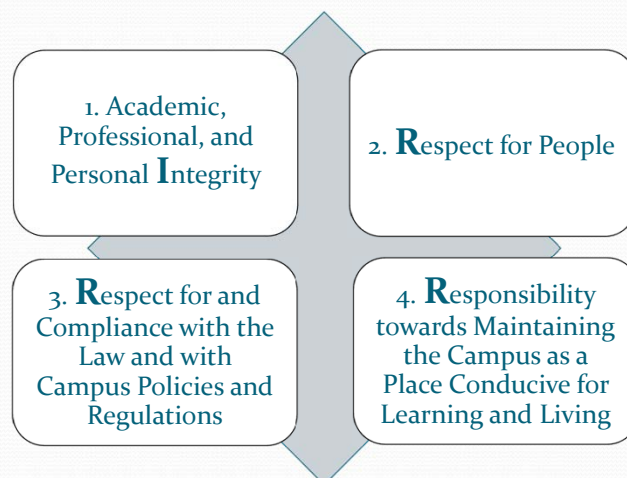 1. Academic,
Professional, and
Personal Integrity
2. Respect for People
3. Respect for and
Compliance with the
Law and with
Campus Policies and
Regulations
4. Responsibility
towards Maintaining
the Campus as a
Place Conducive for
Learning and Living